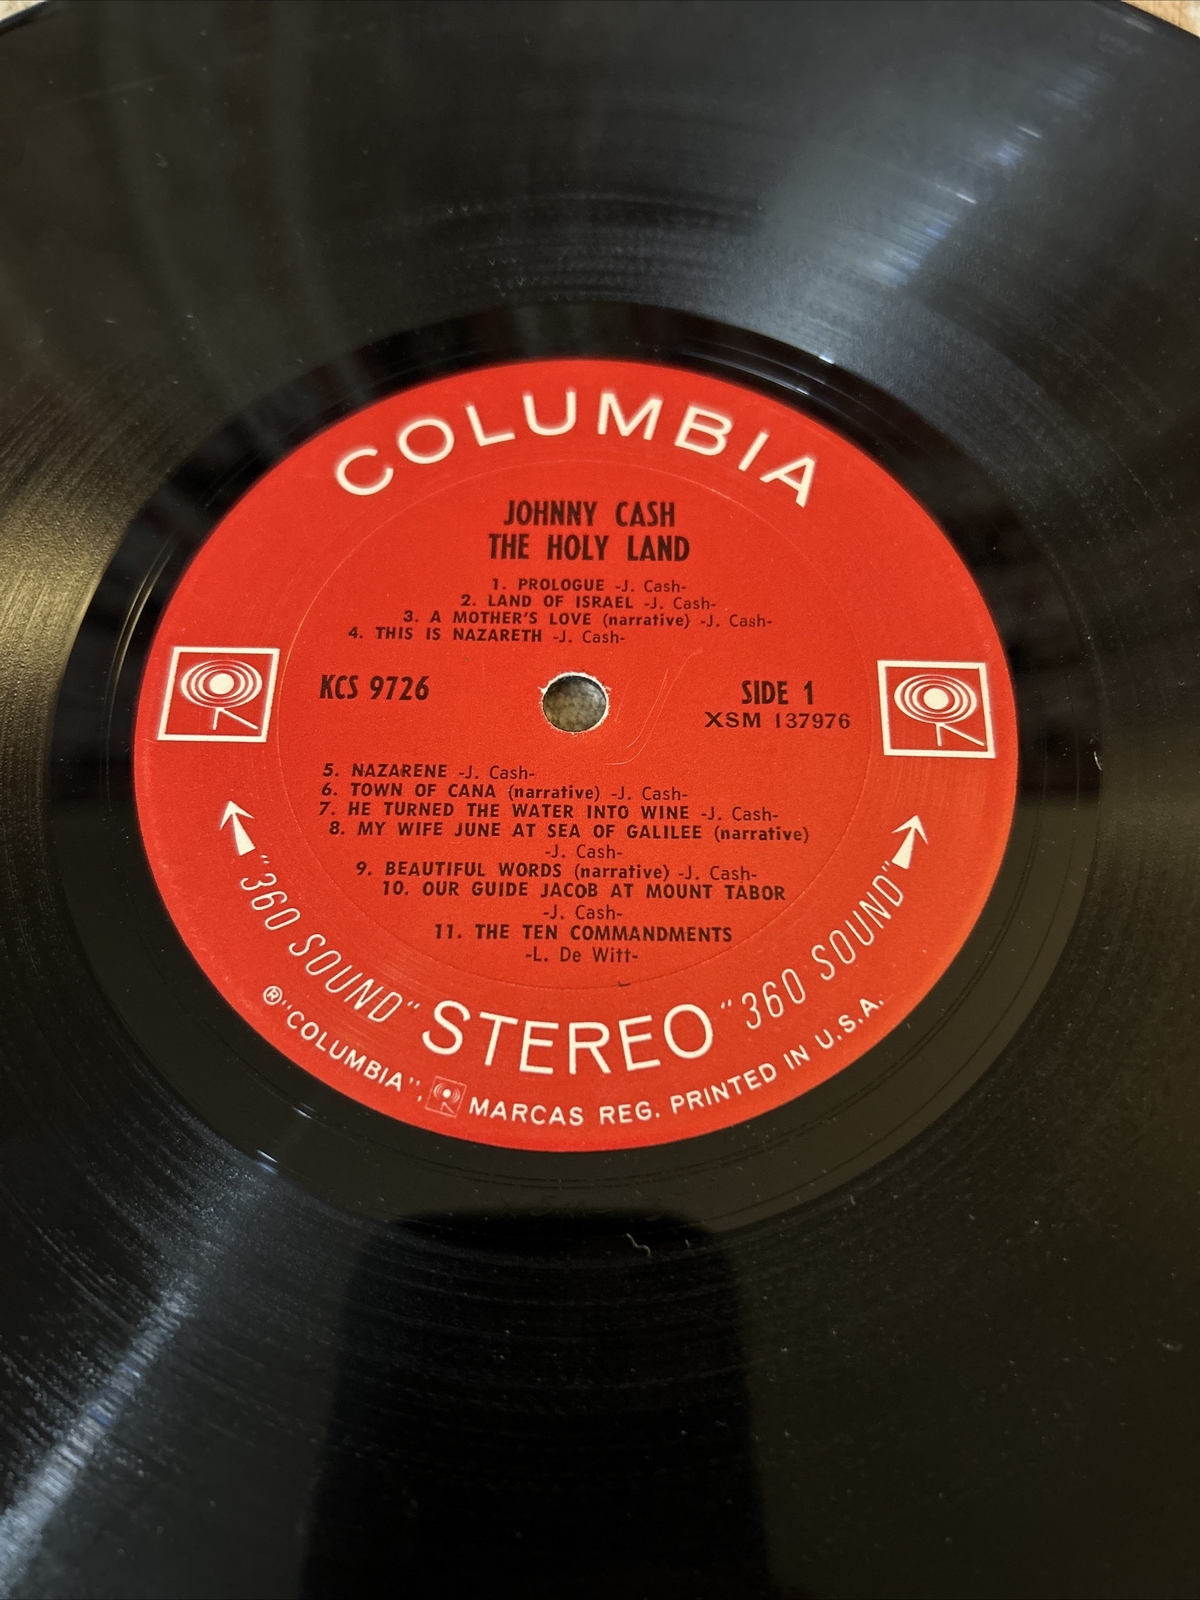 COLUMBIA
JOHNNY CASH
THE HOLY LAND
1. PROLOGUE -J. Cash-
2. LAND OF ISRAEL -J. Cash-
3. A MOTHER'S LOVE (narrative) -J. Cash-
4. THIS IS NAZARETH -J. Cash-
KCS 9726
SIDE 1
XSM 137976
5. NAZARENE -J. Cash-
6. TOWN OF CANA (narrative) -J. Cash-
7. HE TURNED THE WATER INTO WINE -J. Cash-
8. MY WIFE JUNE AT SEA OF GALILEE (narrative)
-J. Cash-
9. BEAUTIFUL WORDS (narrative) -J. Cash-
10. OUR GUIDE JACOB AT MOUNT TABOR
-J. Cash-
11. THE TEN COMMANDMENTS
-L. De Witt-
"360 SOUND" STEREO "360 SOUND"
®"COLUMBIA", MARCAS REG. PRINTED IN U.S.A.